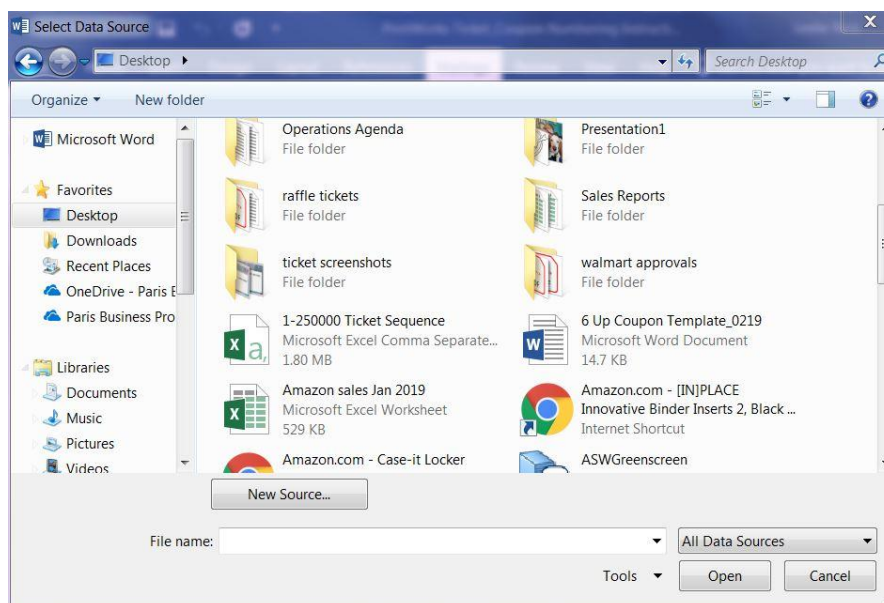 Select Data Source
Desktop
Search Desktop
Organize
New folder
Microsoft Word
Favorites
Desktop
Downloads
Recent Places
OneDrive - Paris
Paris Business Pro
Libraries
Documents
Music
Pictures
Videos
Operations Agenda
File folder
Presentation1
File folder
raffle tickets
File folder
Sales Reports
File folder
ticket screenshots
File folder
walmart approvals
File folder
1-250000 Ticket Sequence
Microsoft Excel Comma Separate...
1.80 MB
6 Up Coupon Template_0219
Microsoft Word Document
14.7 KB
Amazon sales Jan 2019
Microsoft Excel Worksheet
529 KB
Amazon.com - [IN]PLACE
Innovative Binder Inserts 2, Black ...
Internet Shortcut
Amazon.com - Case-it Locker
ASWGreenscreen
New Source...
File name:
All Data Sources
Tools
Open
Cancel